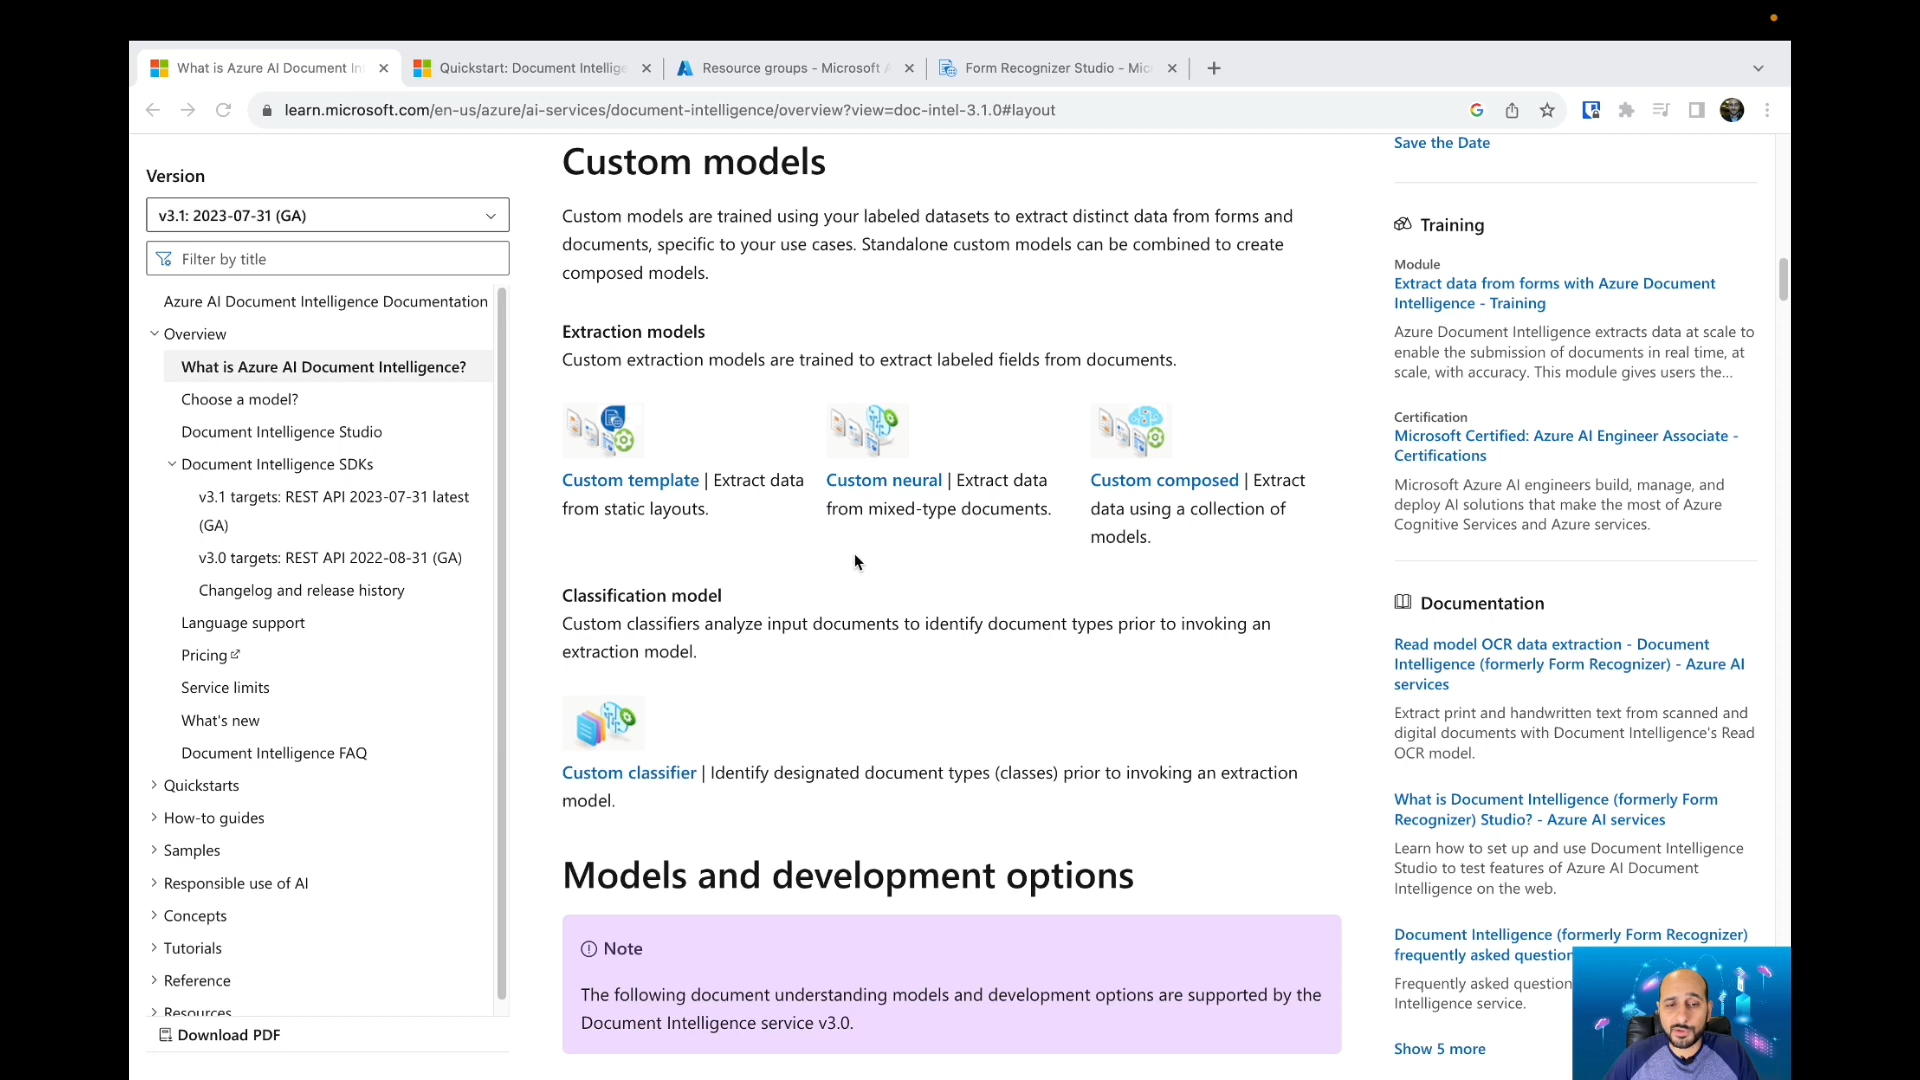 What is Azure AI Document In
Quickstart: Document Intellige
Resource groups - Microsoft A
Form Recognizer Studio - Mic
learn.microsoft.com/en-us/azure/ai-services/document-intelligence/overview?view=doc-intel-3.1.0#layout
Version
v3.1: 2023-07-31 (GA)
Filter by title
Azure AI Document Intelligence Documentation
Overview
What is Azure AI Document Intelligence?
Choose a model?
Document Intelligence Studio
Document Intelligence SDKs
v3.1 targets: REST API 2023-07-31 latest
(GA)
v3.0 targets: REST API 2022-08-31 (GA)
Changelog and release history
Language support
Pricing
Service limits
What's new
Document Intelligence FAQ
Quickstarts
How-to guides
Samples
Responsible use of AI
Concepts
Tutorials
Reference
Resources
Download PDF
Custom models
Custom models are trained using your labeled datasets to extract distinct data from forms and
documents, specific to your use cases. Standalone custom models can be combined to create
composed models.
Extraction models
Custom extraction models are trained to extract labeled fields from documents.
Custom template | Extract data
from static layouts.
Custom neural | Extract data
from mixed-type documents.
Custom composed | Extract
data using a collection of
models.
Classification model
Custom classifiers analyze input documents to identify document types prior to invoking an
extraction model.
Custom classifier | Identify designated document types (classes) prior to invoking an extraction
model.
Models and development options
Note
The following document understanding models and development options are supported by the
Document Intelligence service v3.0.
Save the Date
Training
Module
Extract data from forms with Azure Document
Intelligence - Training
Azure Document Intelligence extracts data at scale to
enable the submission of documents in real time, at
scale, with accuracy. This module gives users the...
Certification
Microsoft Certified: Azure AI Engineer Associate -
Certifications
Microsoft Azure AI engineers build, manage, and
deploy AI solutions that make the most of Azure
Cognitive Services and Azure services.
Documentation
Read model OCR data extraction - Document
Intelligence (formerly Form Recognizer) - Azure AI
services
Extract print and handwritten text from scanned and
digital documents with Document Intelligence's Read
OCR model.
What is Document Intelligence (formerly Form
Recognizer) Studio? - Azure AI services
Learn how to set up and use Document Intelligence
Studio to test features of Azure AI Document
Intelligence on the web.
Document Intelligence (formerly Form Recognizer)
frequently asked question
Frequently asked question
Intelligence service.
Show 5 more